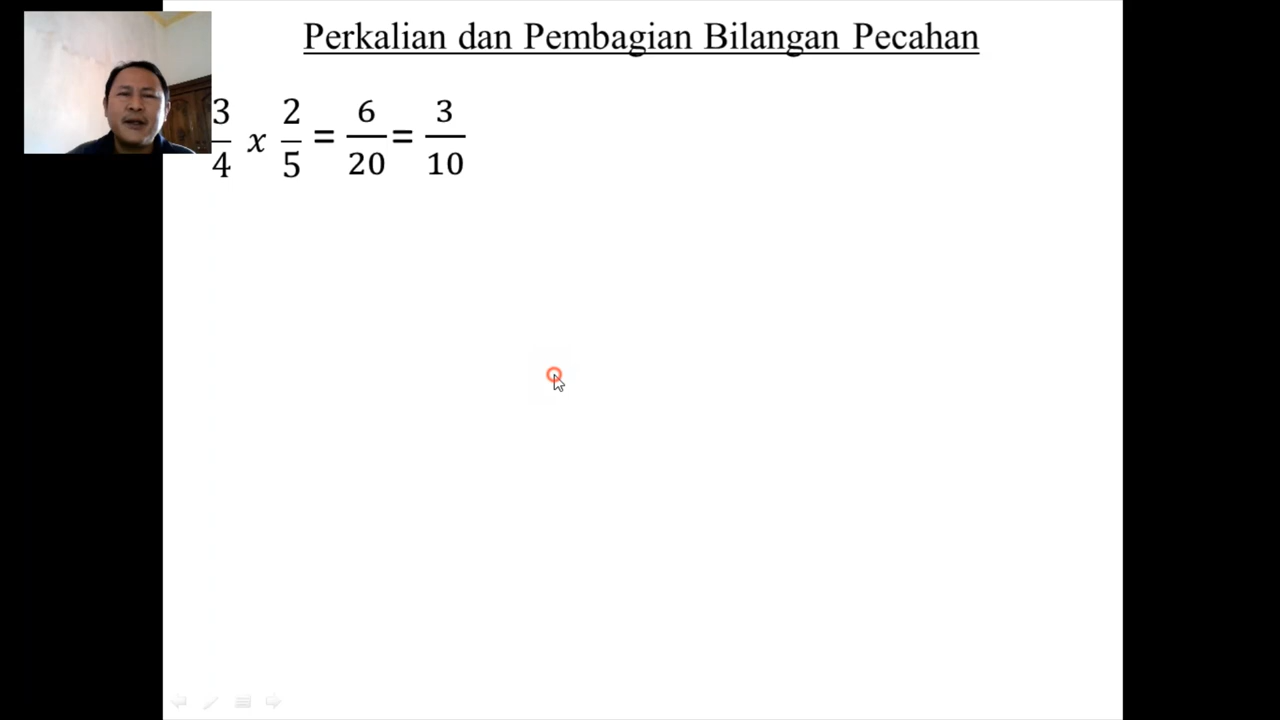 Perkalian dan Pembagian Bilangan Pecahan
3/4 x 2/5 = 6/20 = 3/10